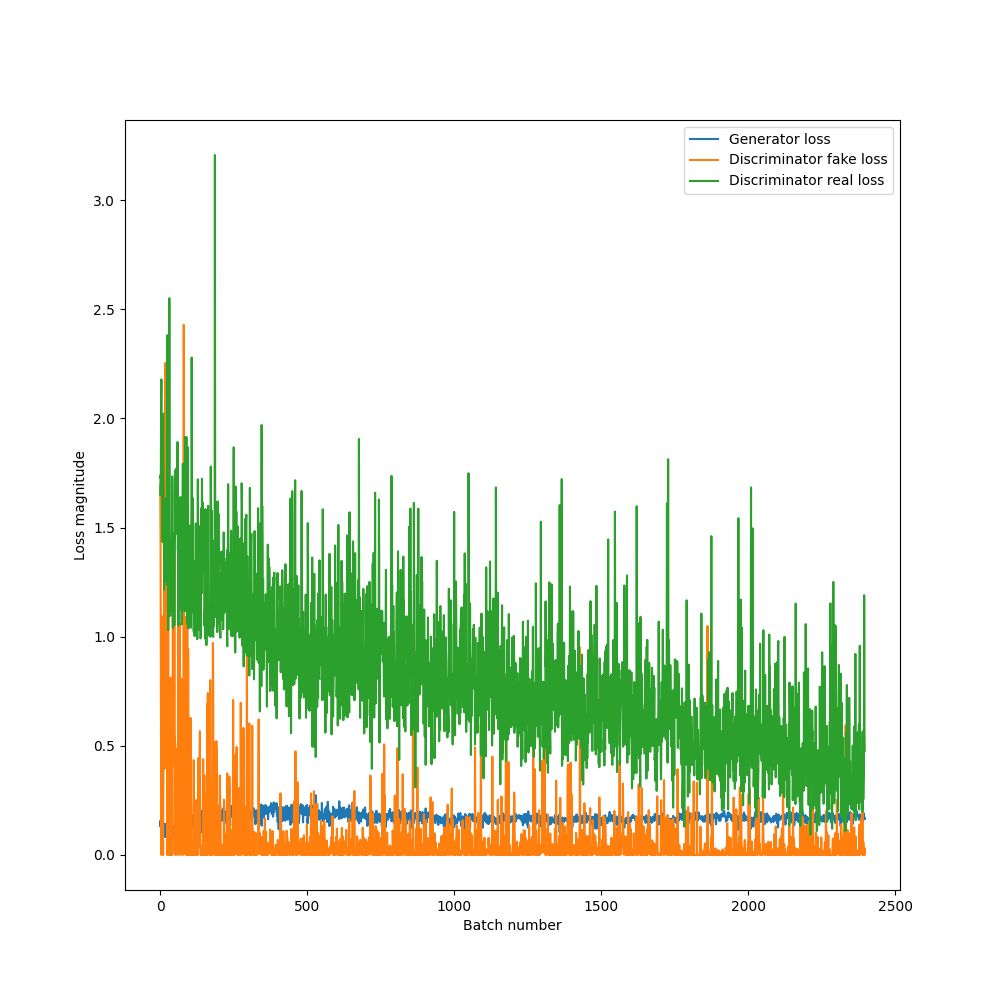 Generator loss
Discriminator fake loss
Discriminator real loss
3.0
2.5
2.0
1.5
1.0
0.5
0.0
Loss magnitude
0
500
1000
1500
2000
2500
Batch number